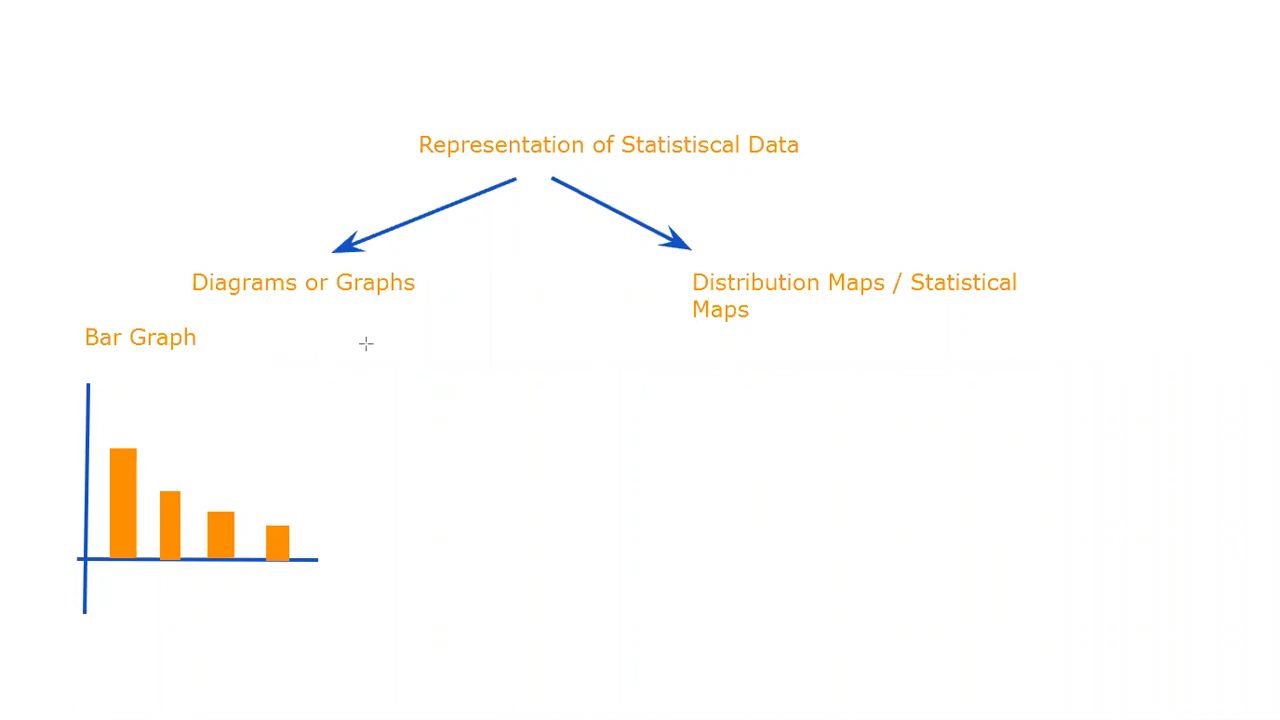 Representation of Statistiscal Data
Diagrams or Graphs
Distribution Maps / Statistical
Maps
Bar Graph